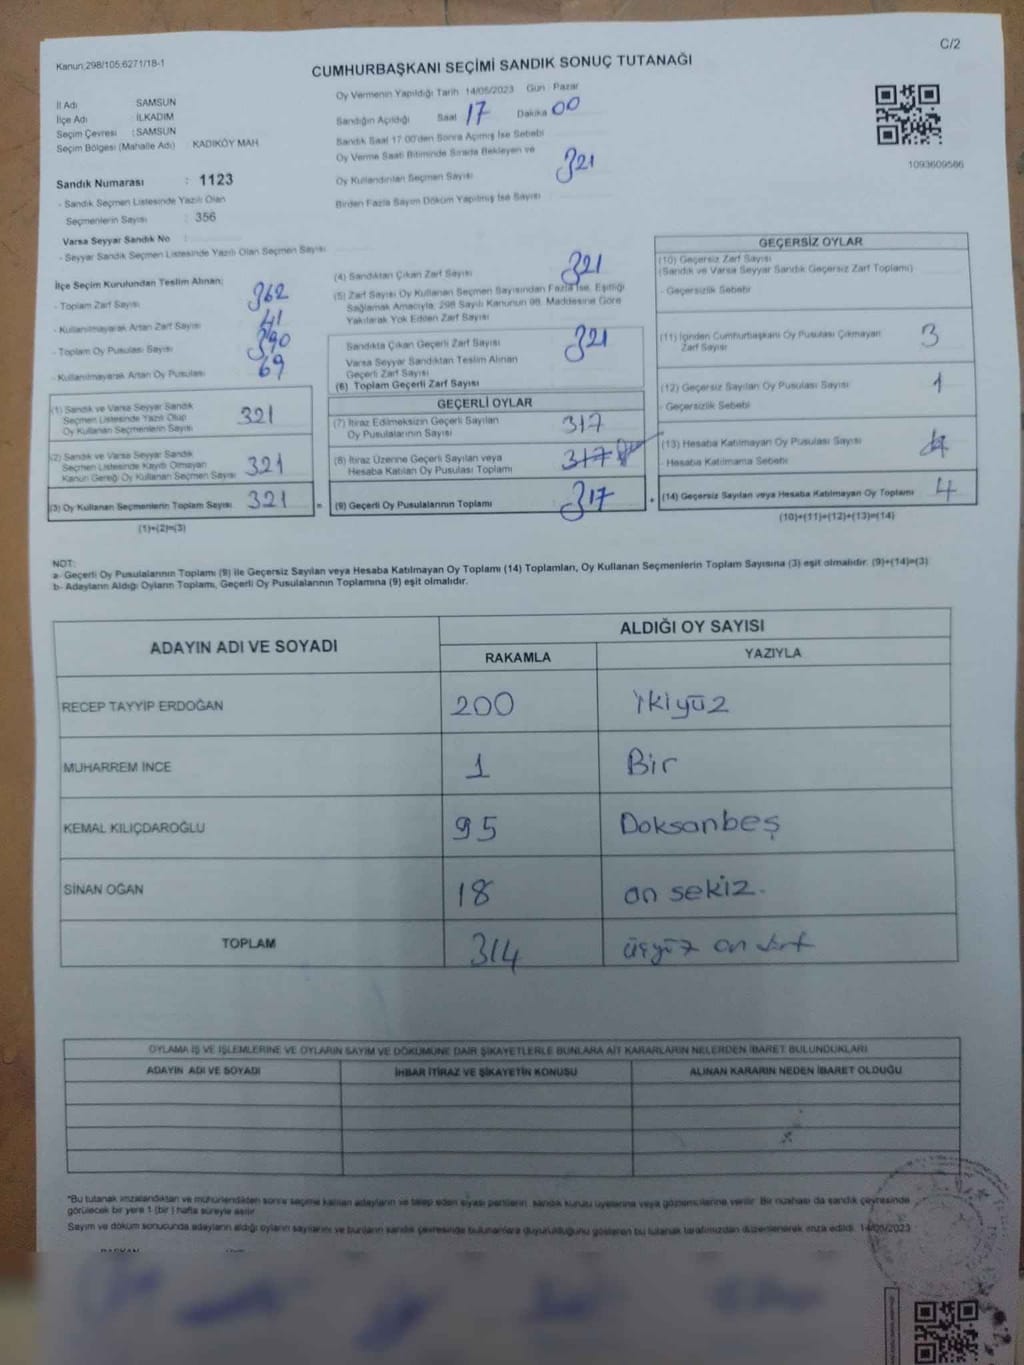 C/2
Kanun:298/105.6271/18-1
CUMHURBAŞKANI SEÇİMİ SANDIK SONUÇ TUTANAĞI
İl Adı SAMSUN
İlçe Adı İLKADIM
Seçim Çevresi : SAMSUN
Seçim Bölgesi (Mahalle Adı) : KADIKÖY MAH.
Sandık Numarası : 1123
- Sandık Seçmen Listesinde Yazılı Olan
Seçmenlerin Sayısı : 356
Varsa Seyyar Sandık No :
- Seyyar Sandık Seçmen Listesinde Yazılı Olan Seçmen Sayısı
Oy Vermenin Yapıldığı Tarih : 14/05/2023 Gün : Pazar
Sandığın Açıldığı Saat 17 Dakika 00
Sandık Saat 17:00'den Sonra Açılmış İse Sebebi
Oy Verme Saati Bitiminde Sırada Bekleyen ve
Oy Kullandırılan Seçmen Sayısı 321
Birden Fazla Sayım Döküm Yapılmış İse Sayısı
1093609586
İlçe Seçim Kurulundan Teslim Alınan:
- Toplam Zarf Sayısı 362
- Kullanılmayarak Artan Zarf Sayısı 41
- Toplam Oy Pusulası Sayısı 390
- Kullanılmayarak Artan Oy Pusulası 69
(1) Sandık ve Varsa Seyyar Sandık
Seçmen Listesinde Yazılı Olup
Oy Kullanan Seçmenlerin Sayısı 321
(2) Sandık ve Varsa Seyyar Sandık
Seçmen Listesinde Kayıtlı Olmayan
Kanun Gereği Oy Kullanan Seçmen Sayısı 321
(3) Oy Kullanan Seçmenlerin Toplam Sayısı 321 =
(1)+(2)=(3)
(4) Sandıktan Çıkan Zarf Sayısı 321
(5) Zarf Sayısı Oy Kullanan Seçmen Sayısından Fazla İse, Eşitliği
Sağlamak Amacıyla, 298 Sayılı Kanunun 98. Maddesine Göre
Yakılarak Yok Edilen Zarf Sayısı
Sandıkta Çıkan Geçerli Zarf Sayısı 321
Varsa Seyyar Sandıktan Teslim Alınan
Geçerli Zarf Sayısı
(6) Toplam Geçerli Zarf Sayısı
GEÇERLİ OYLAR
(7) İtiraz Edilmeksizin Geçerli Sayılan
Oy Pusulalarının Sayısı 317
(8) İtiraz Üzerine Geçerli Sayılan veya
Hesaba Katılan Oy Pusulası Toplamı 317
(9) Geçerli Oy Pusulalarının Toplamı 317 +
GEÇERSİZ OYLAR
(10) Geçersiz Zarf Sayısı
(Sandık ve Varsa Seyyar Sandık Geçersiz Zarf Toplamı)
- Geçersizlik Sebebi
(11) İçinden Cumhurbaşkanı Oy Pusulası Çıkmayan
Zarf Sayısı 3
(12) Geçersiz Sayılan Oy Pusulası Sayısı 1
- Geçersizlik Sebebi
(13) Hesaba Katılmayan Oy Pusulası Sayısı 4
- Hesaba Katılmama Sebebi
(14) Geçersiz Sayılan veya Hesaba Katılmayan Oy Toplamı 4
(10)+(11)+(12)+(13)=(14)
NOT:
a- Geçerli Oy Pusulalarının Toplamı (9) ile Geçersiz Sayılan veya Hesaba Katılmayan Oy Toplamı (14) Toplamları, Oy Kullanan Seçmenlerin Toplam Sayısına (3) eşit olmalıdır. (9)+(14)=(3)
b- Adayların Aldığı Oyların Toplamı, Geçerli Oy Pusulalarının Toplamına (9) eşit olmalıdır.
ADAYIN ADI VE SOYADI ALDIĞI OY SAYISI
RAKAMLA YAZIYLA
RECEP TAYYİP ERDOĞAN 200 ikiyüz
MUHARREM İNCE 1 Bir
KEMAL KILIÇDAROĞLU 95 Doksanbeş
SİNAN OĞAN 18 on sekiz.
TOPLAM 314 üçyüz on dört
OYLAMA İŞ VE İŞLEMLERİNE VE OYLARIN SAYIM VE DÖKÜMÜNE DAİR ŞİKAYETLERLE BUNLARA AİT KARARLARIN NELERDEN İBARET BULUNDUKLARI
ADAYIN ADI VE SOYADI İHBAR İTİRAZ VE ŞİKAYETİN KONUSU ALINAN KARARIN NEDEN İBARET OLDUĞU
*Bu tutanak imzalandıktan ve mühürlendikten sonra seçime katılan adayların ve talep eden siyasi partilerin sandık kurulu üyelerine veya gözlemcilerine verilir. Bir nüshası da sandık çevresinde
görülecek bir yere 1 (bir) hafta süreyle asılır.
Sayım ve döküm sonucunda adayların aldığı oyların sayılarını ve bunların sandık çevresinde bulunanlara duyurulduğunu gösteren bu tutanak tarafımızdan düzenlenerek imza edildi. 14/05/2023
BAŞKAN